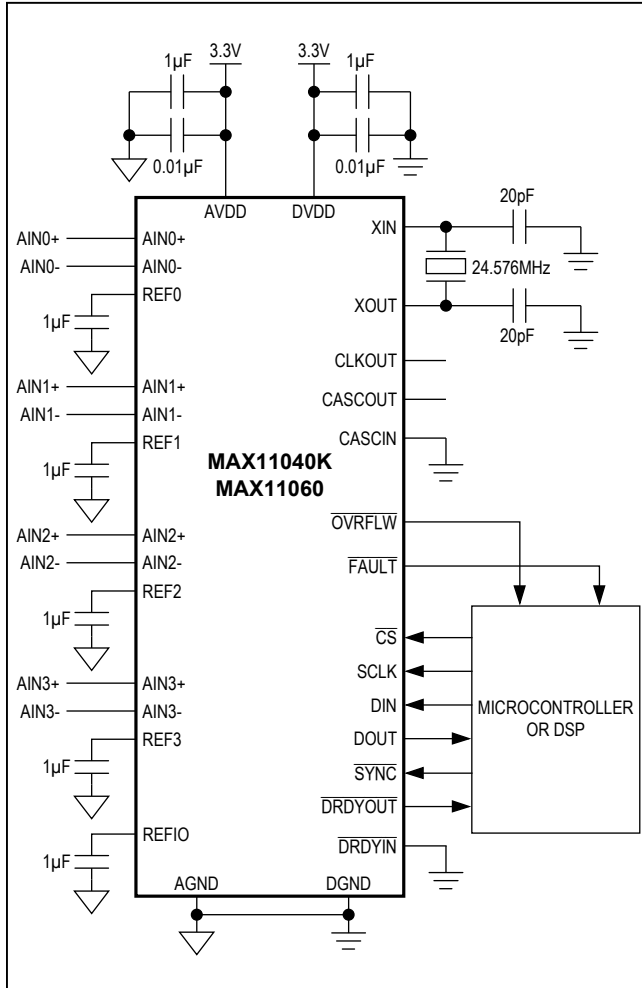 3.3V
3.3V
1µF
1µF
0.01µF
0.01µF
AVDD
DVDD
AIN0+
AIN0+
AIN0-
AIN0-
REF0
1µF
AIN1+
AIN1+
AIN1-
AIN1-
REF1
1µF
AIN2+
AIN2+
AIN2-
AIN2-
REF2
1µF
AIN3+
AIN3+
AIN3-
AIN3-
REF3
1µF
REFIO
1µF
AGND
DGND
MAX11040K
MAX11060
XIN
20pF
24.576MHz
XOUT
20pF
CLKOUT
CASCOUT
CASCIN
OVRFLW
FAULT
CS
SCLK
DIN
DOUT
SYNC
DRDYOUT
DRDYIN
MICROCONTROLLER
OR DSP